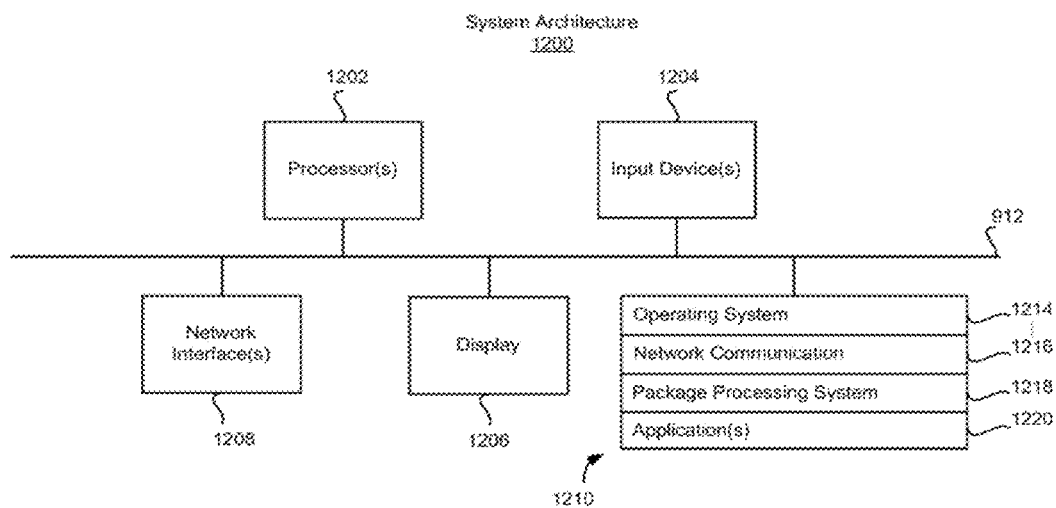 System Architecture
1200
1202
1204
Processor(s)
Input Device(s)
912
Network
Interface(s)
Display
Operating System
1214
Network Communication
1216
Package Processing System
1218
Application(s)
1220
1208
1206
1210